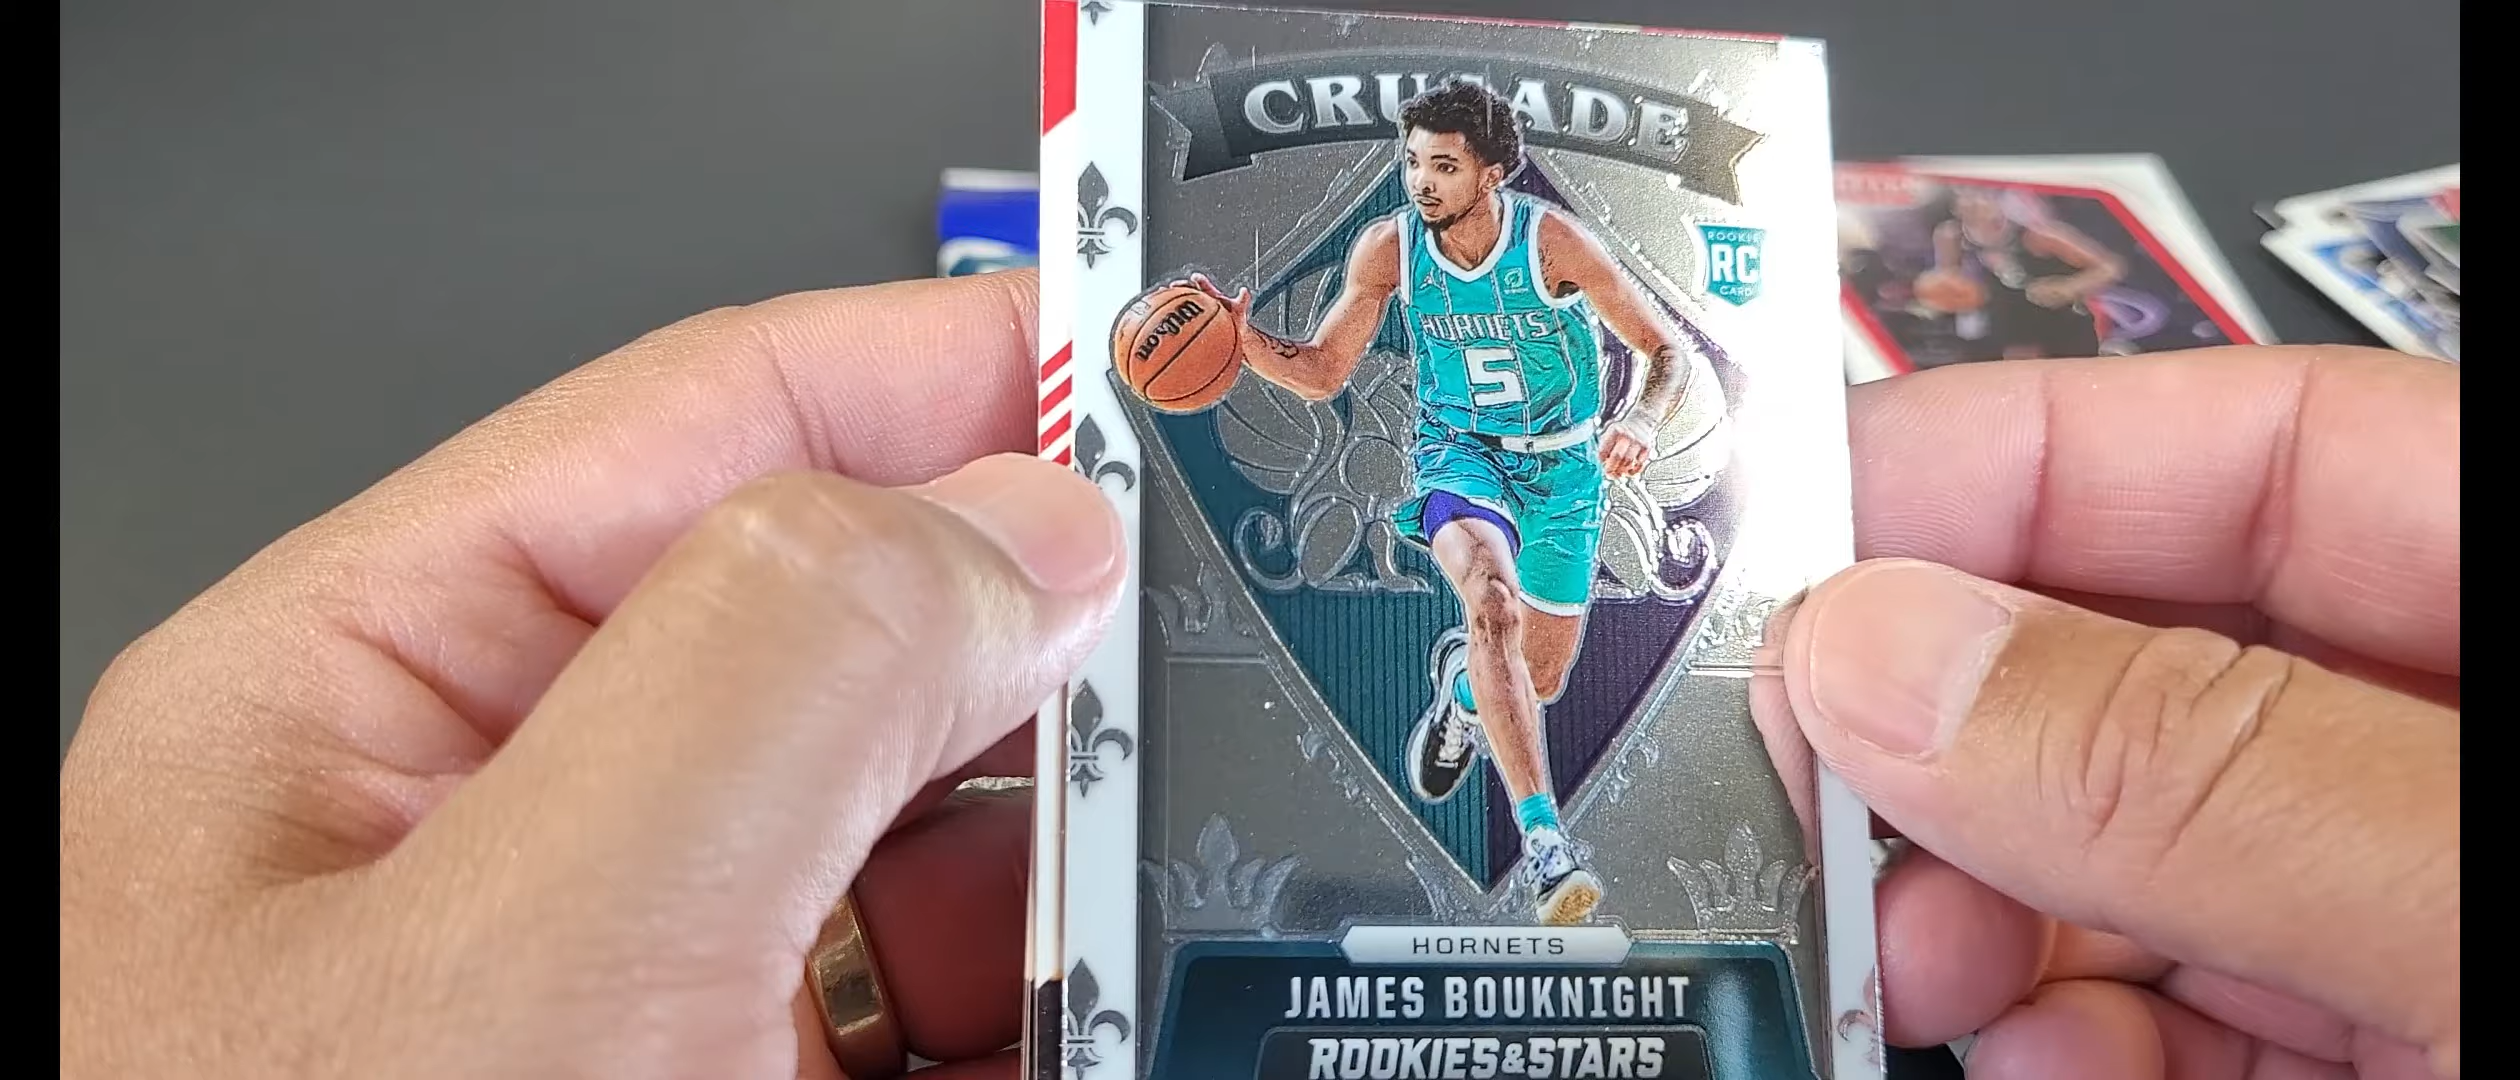 CRUSADE
ROOKIE
RC
CARD
Wilson
HORNETS
5
HORNETS
JAMES BOUKNIGHT
ROOKIES&STARS